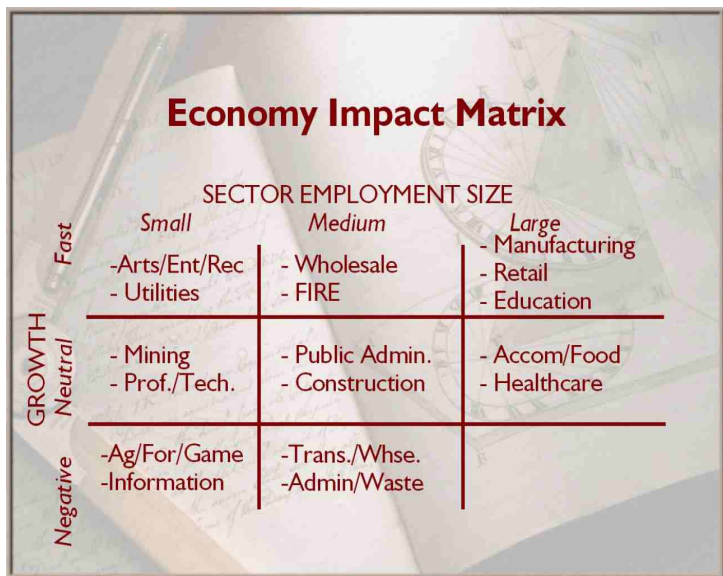 Economy Impact Matrix
SECTOR EMPLOYMENT SIZE
Small Medium Large
GROWTH
Fast
-Arts/Ent/Rec
- Utilities
- Wholesale
- FIRE
- Manufacturing
- Retail
- Education
Neutral
- Mining
- Prof./Tech.
- Public Admin.
- Construction
- Accom/Food
- Healthcare
Negative
-Ag/For/Game
-Information
-Trans./Whse.
-Admin/Waste